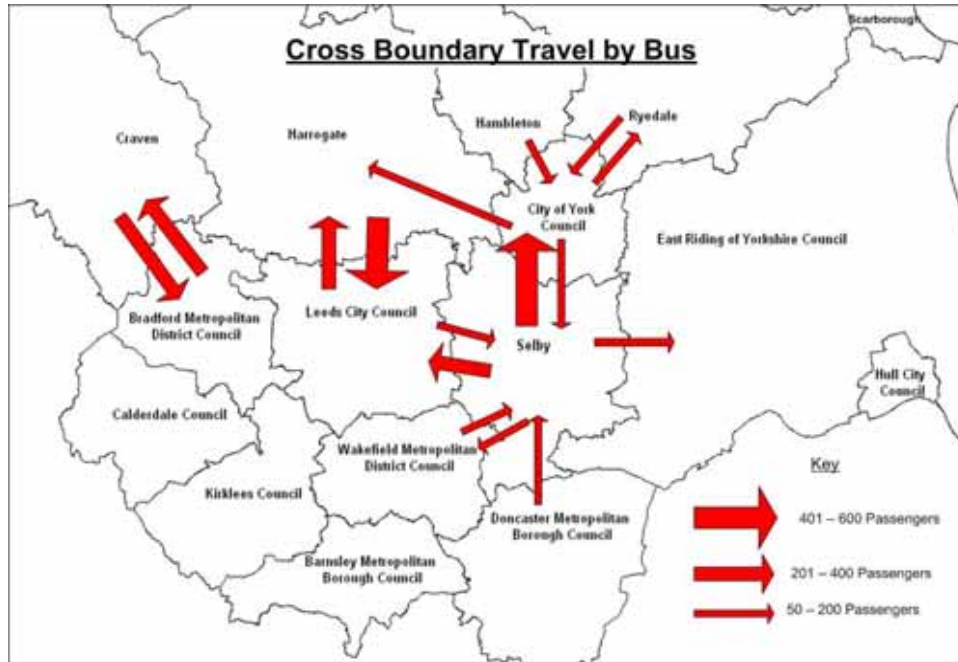 Scarborough
Cross Boundary Travel by Bus
Craven
Harrogate
Hambleton
Ryedale
City of York
Council
East Riding of Yorkshire Council
Bradford Metropolitan
District Council
Leeds City Council
Selby
Hull City
Council
Calderdale Council
Wakefield Metropolitan
District Council
Kirklees Council
Doncaster Metropolitan
Borough Council
Barnsley Metropolitan
Borough Council
Key
401 – 600 Passengers
201 – 400 Passengers
50 – 200 Passengers